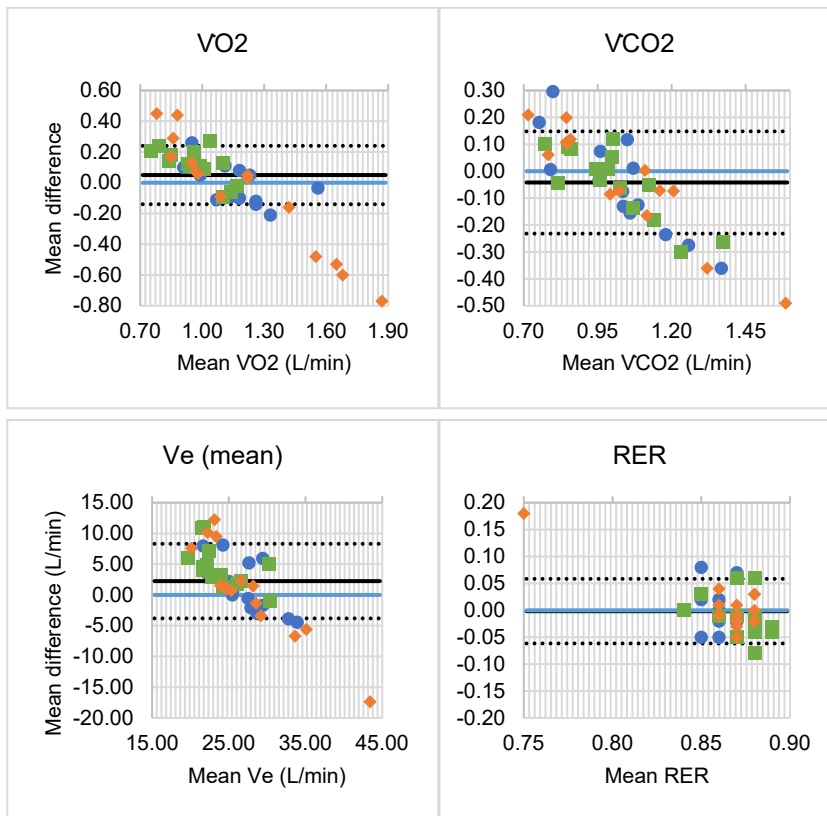 V̇O2
V̇CO2
Mean difference
0.60
0.40
0.20
0.00
-0.20
-0.40
-0.60
-0.80
0.70 1.00 1.30 1.60 1.90
Mean V̇O2 (L/min)
0.30
0.20
0.10
0.00
-0.10
-0.20
-0.30
-0.40
-0.50
0.70 0.95 1.20 1.45
Mean V̇CO2 (L/min)
Ve (mean)
RER
Mean difference (L/min)
15.00
10.00
5.00
0.00
-5.00
-10.00
-15.00
-20.00
15.00 25.00 35.00 45.00
Mean Ve (L/min)
0.20
0.15
0.10
0.05
0.00
-0.05
-0.10
-0.15
-0.20
0.75 0.80 0.85 0.90
Mean RER